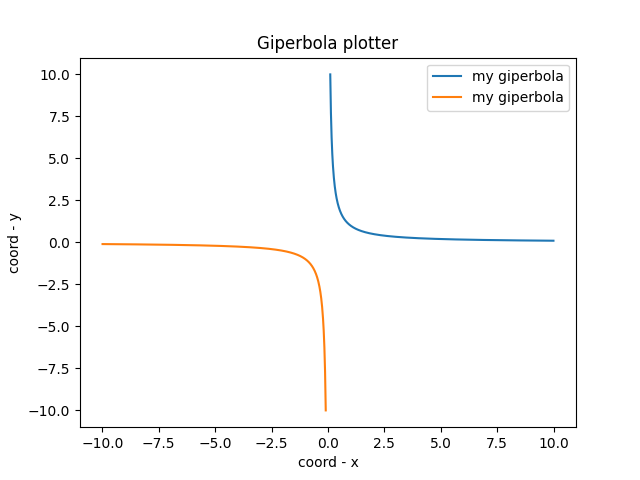 Giperbola plotter
my giperbola
my giperbola
coord - y
10.0
7.5
5.0
2.5
0.0
−2.5
−5.0
−7.5
−10.0
−10.0 −7.5 −5.0 −2.5 0.0 2.5 5.0 7.5 10.0
coord - x